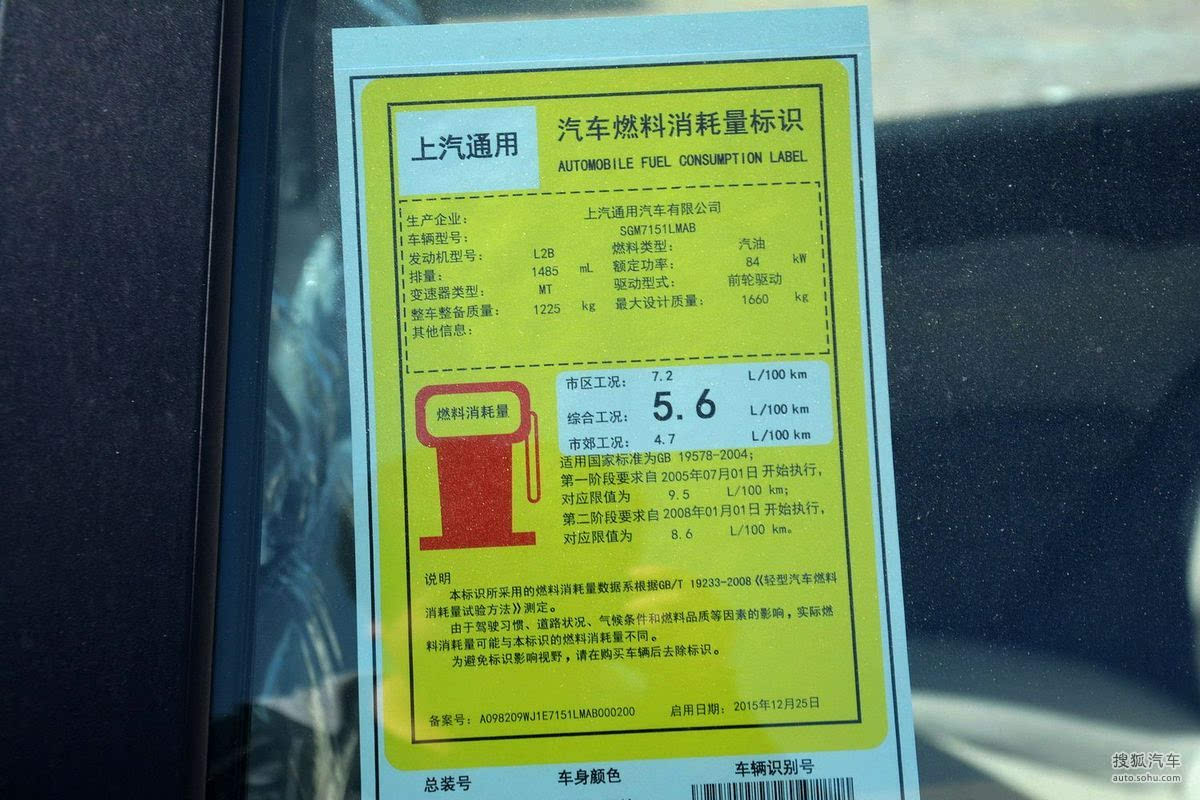 上汽通用
汽车燃料消耗量标识
AUTOMOBILE FUEL CONSUMPTION LABEL
生产企业: 上汽通用汽车有限公司
车辆型号: SGM7151LMAB
发动机型号: L2B 燃料类型: 汽油
排量: 1485 mL 额定功率: 84 kW
变速器类型: MT 驱动型式: 前轮驱动
整车整备质量: 1225 kg 最大设计质量: 1660 kg
其他信息:
燃料消耗量
市区工况: 7.2 L/100 km
综合工况: 5.6 L/100 km
市郊工况: 4.7 L/100 km
适用国家标准为GB 19578-2004;
第一阶段要求自2005年07月01日开始执行,
对应限值为 9.5 L/100 km;
第二阶段要求自2008年01月01日开始执行,
对应限值为 8.6 L/100 km。
说明
本标识所采用的燃料消耗量数据系根据GB/T 19233-2008《轻型汽车燃料
消耗量试验方法》测定。
由于驾驶习惯、道路状况、气候条件和燃料品质等因素的影响,实际燃
料消耗量可能与本标识的燃料消耗量不同。
为避免标识影响视野,请在购买车辆后去除标识。
备案号: A098209WJ1E7151LMAB000200 启用日期: 2015年12月25日
总装号 车身颜色 车辆识别号
搜狐汽车
auto.sohu.com